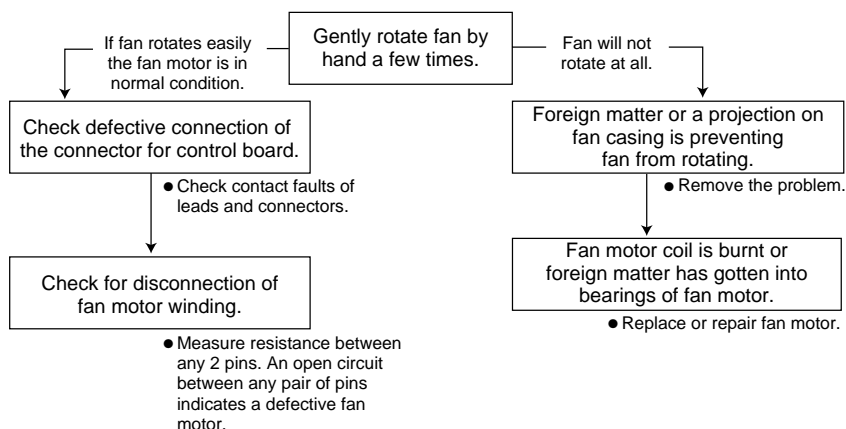 Gently rotate fan by
hand a few times.
If fan rotates easily
the fan motor is in
normal condition.
Fan will not
rotate at all.
Check defective connection of
the connector for control board.
● Check contact faults of
leads and connectors.
Check for disconnection of
fan motor winding.
● Measure resistance between
any 2 pins. An open circuit
between any pair of pins
indicates a defective fan
motor.
Foreign matter or a projection on
fan casing is preventing
fan from rotating.
● Remove the problem.
Fan motor coil is burnt or
foreign matter has gotten into
bearings of fan motor.
● Replace or repair fan motor.